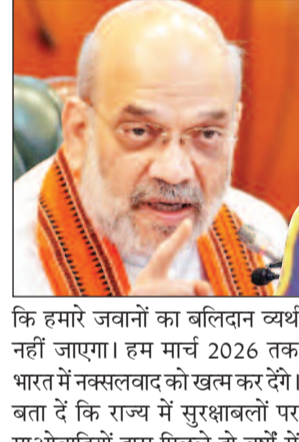 कि हमारे जवानों का बलिदान व्यर्थ
नहीं जाएगा। हम मार्च 2026 तक
भारत में नक्सलवाद को खत्म कर देंगे।
बता दें कि राज्य में सुरक्षाबलों पर